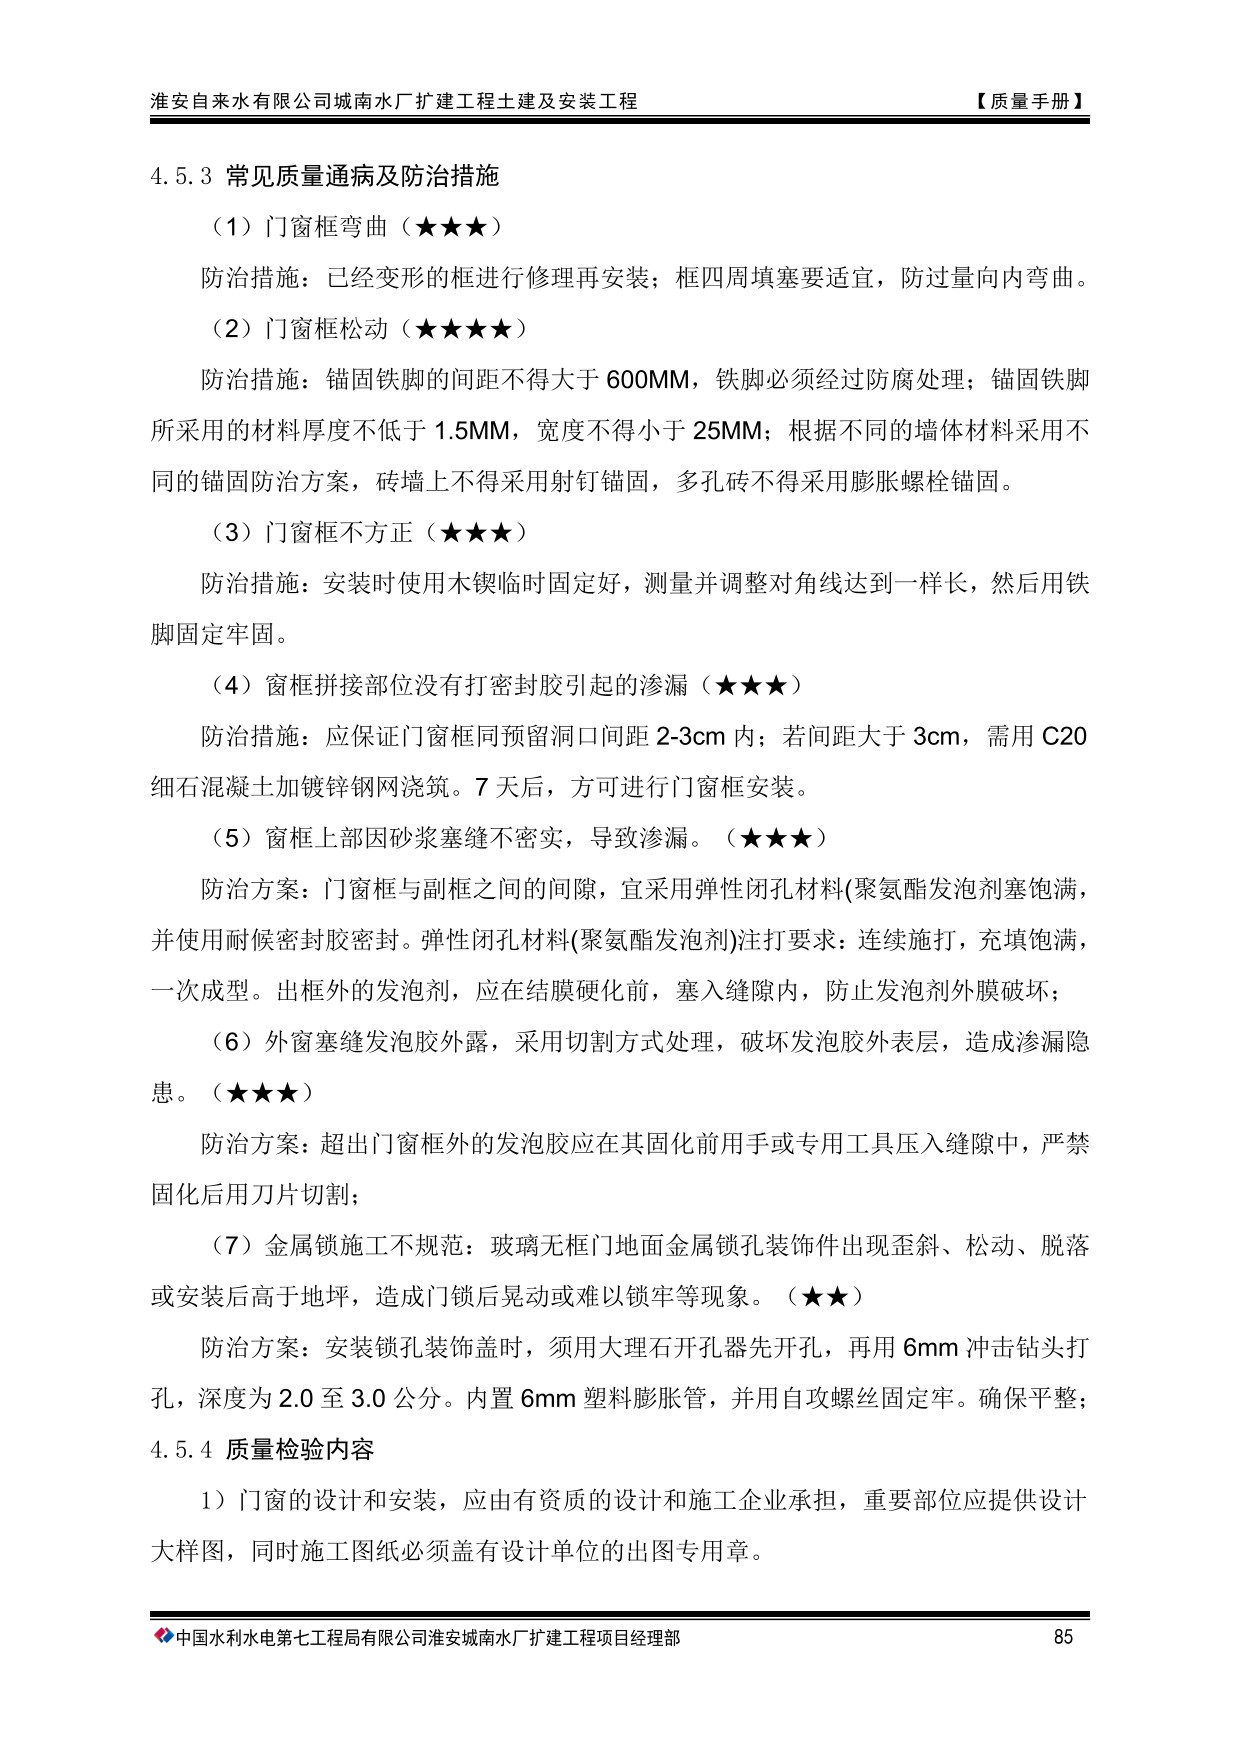 淮安自来水有限公司城南水厂扩建工程土建及安装工程 【质量手册】
4.5.3 常见质量通病及防治措施
（1）门窗框弯曲（★★★）
防治措施：已经变形的框进行修理再安装；框四周填塞要适宜，防过量向内弯曲。
（2）门窗框松动（★★★★）
防治措施：锚固铁脚的间距不得大于 600MM，铁脚必须经过防腐处理；锚固铁脚
所采用的材料厚度不低于 1.5MM，宽度不得小于 25MM；根据不同的墙体材料采用不
同的锚固防治方案，砖墙上不得采用射钉锚固，多孔砖不得采用膨胀螺栓锚固。
（3）门窗框不方正（★★★）
防治措施：安装时使用木锲临时固定好，测量并调整对角线达到一样长，然后用铁
脚固定牢固。
（4）窗框拼接部位没有打密封胶引起的渗漏（★★★）
防治措施：应保证门窗框同预留洞口间距 2-3cm 内；若间距大于 3cm，需用 C20
细石混凝土加镀锌钢网浇筑。7 天后，方可进行门窗框安装。
（5）窗框上部因砂浆塞缝不密实，导致渗漏。（★★★）
防治方案：门窗框与副框之间的间隙，宜采用弹性闭孔材料(聚氨酯发泡剂塞饱满，
并使用耐候密封胶密封。弹性闭孔材料(聚氨酯发泡剂)注打要求：连续施打，充填饱满，
一次成型。出框外的发泡剂，应在结膜硬化前，塞入缝隙内，防止发泡剂外膜破坏；
（6）外窗塞缝发泡胶外露，采用切割方式处理，破坏发泡胶外表层，造成渗漏隐
患。（★★★）
防治方案：超出门窗框外的发泡胶应在其固化前用手或专用工具压入缝隙中，严禁
固化后用刀片切割；
（7）金属锁施工不规范：玻璃无框门地面金属锁孔装饰件出现歪斜、松动、脱落
或安装后高于地坪，造成门锁后晃动或难以锁牢等现象。（★★）
防治方案：安装锁孔装饰盖时，须用大理石开孔器先开孔，再用 6mm 冲击钻头打
孔，深度为 2.0 至 3.0 公分。内置 6mm 塑料膨胀管，并用自攻螺丝固定牢。确保平整；
4.5.4 质量检验内容
1）门窗的设计和安装，应由有资质的设计和施工企业承担，重要部位应提供设计
大样图，同时施工图纸必须盖有设计单位的出图专用章。
中国水利水电第七工程局有限公司淮安城南水厂扩建工程项目经理部 85